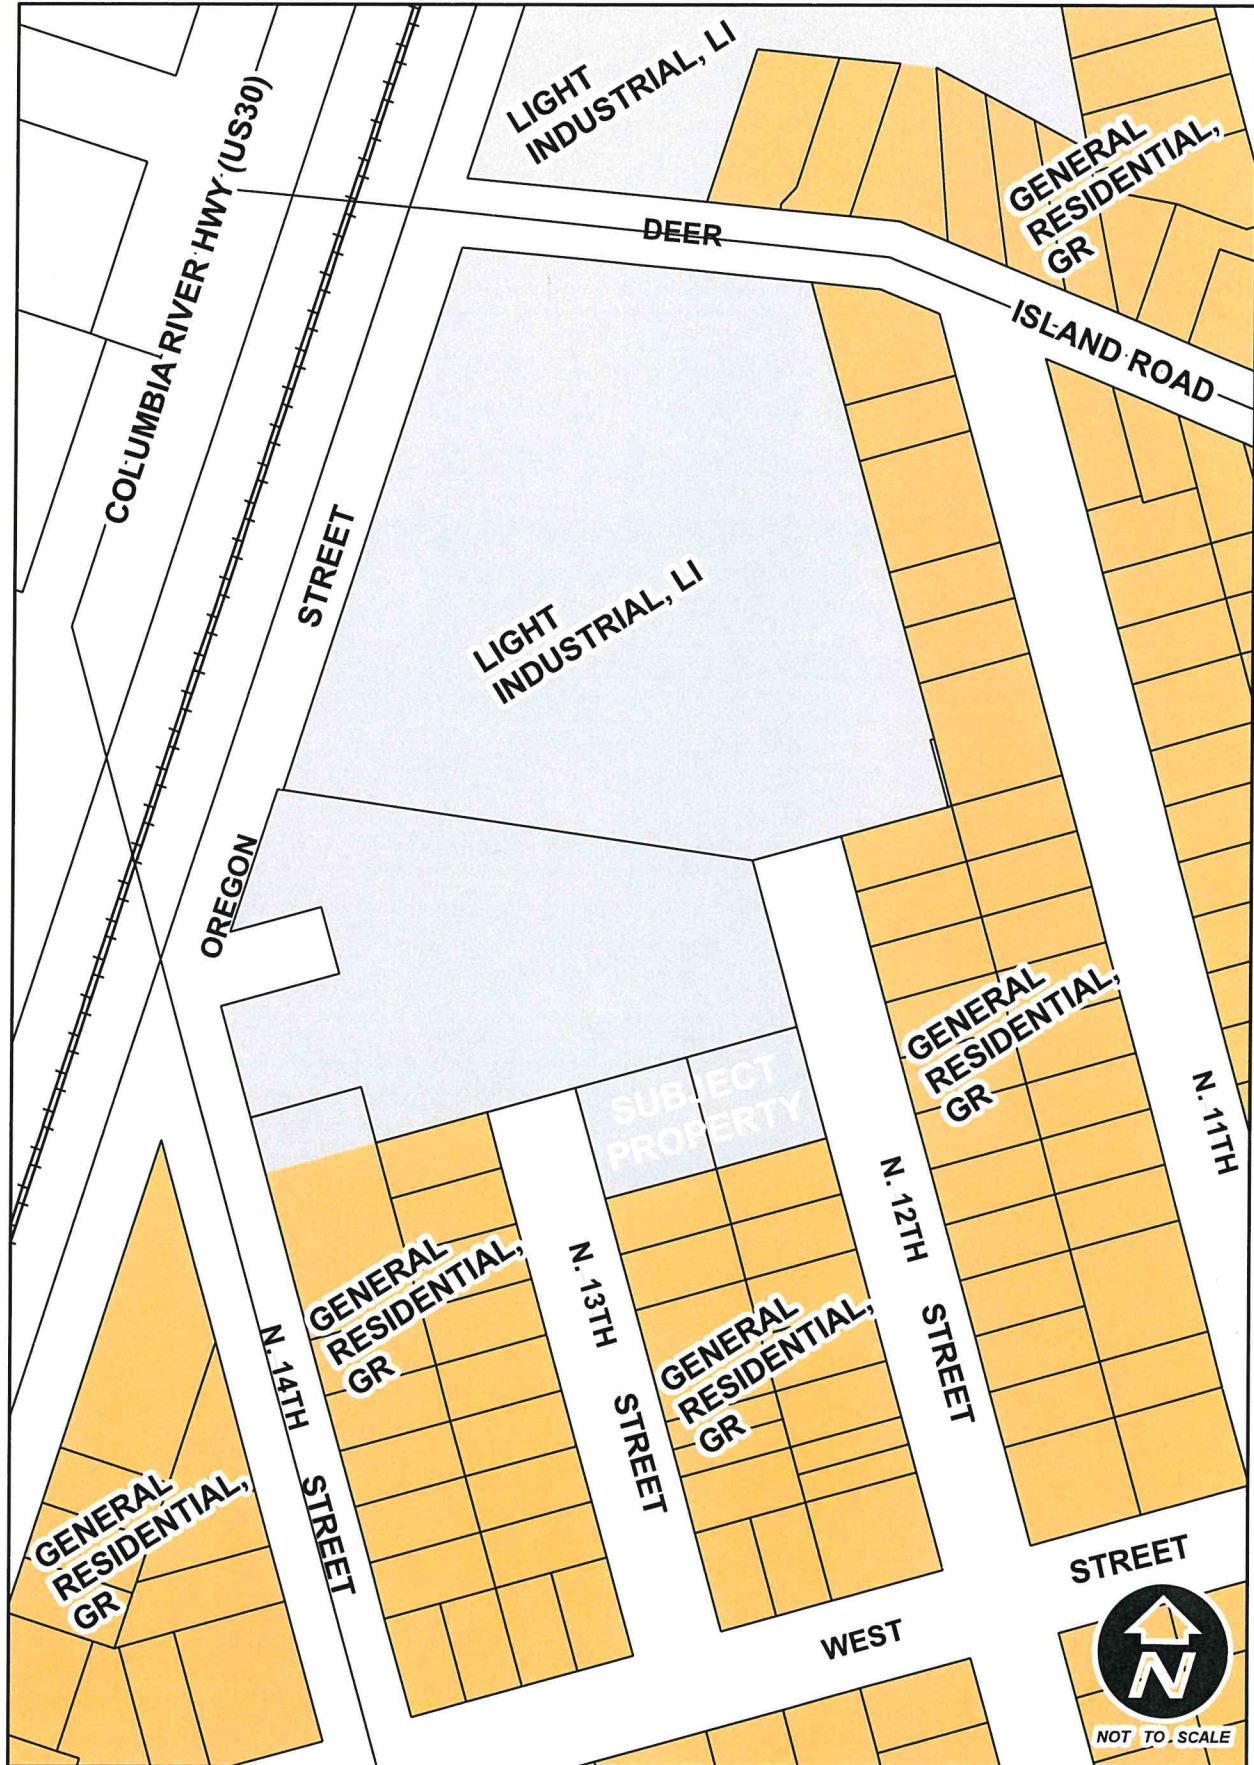 LIGHT
INDUSTRIAL, LI
COLUMBIA RIVER HWY (US30)
GENERAL
RESIDENTIAL,
GR
DEER
ISLAND ROAD
STREET
LIGHT
INDUSTRIAL, LI
OREGON
GENERAL
RESIDENTIAL,
GR
SUBJECT
PROPERTY
N. 11TH
N. 12TH
STREET
N. 13TH
STREET
GENERAL
RESIDENTIAL,
GR
GENERAL
RESIDENTIAL,
GR
N. 14TH
STREET
GENERAL
RESIDENTIAL,
GR
WEST
STREET
N
NOT TO SCALE